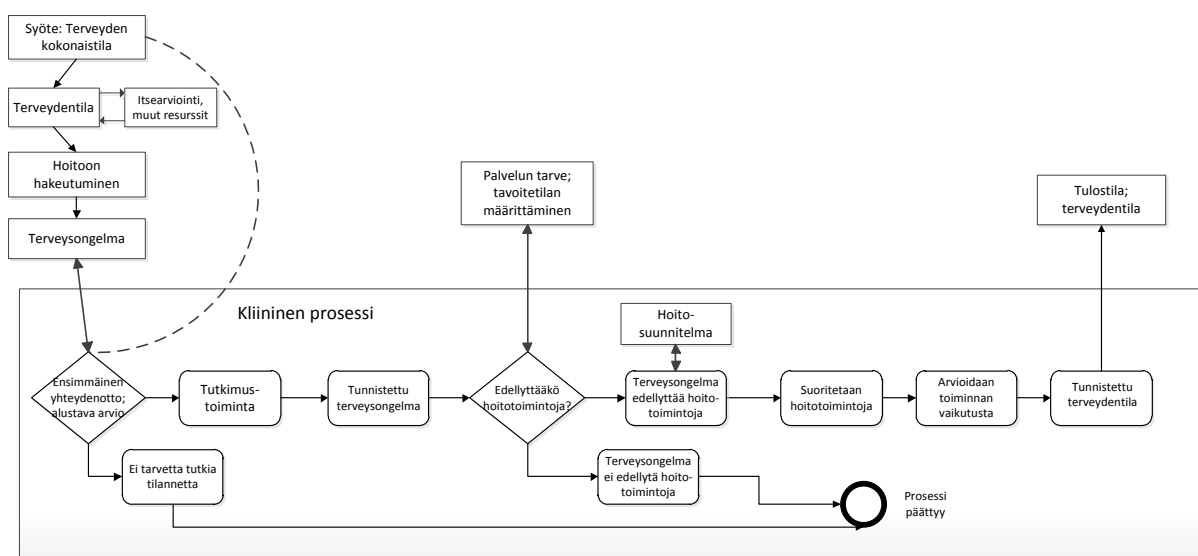 Syöte: Terveyden
kokonaistila
Terveydentila
Itsearviointi,
muut resurssit
Hoitoon
hakeutuminen
Terveysongelma
Palvelun tarve;
tavoitetilan
määrittäminen
Tulostila;
terveydentila
Kliininen prosessi
Hoito-
suunnitelma
Ensimmäinen
yhteydenotto;
alustava arvio
Tutkimus-
toiminta
Tunnistettu
terveysongelma
Edellyttääkö
hoitotoimintoja?
Terveysongelma
edellyttää hoito-
toimintoja
Suoritetaan
hoitotoimintoja
Arvioidaan
toiminnan
vaikutusta
Tunnistettu
terveydentila
Ei tarvetta tutkia
tilannetta
Terveysongelma
ei edellytä hoito-
toimintoja
Prosessi
päättyy